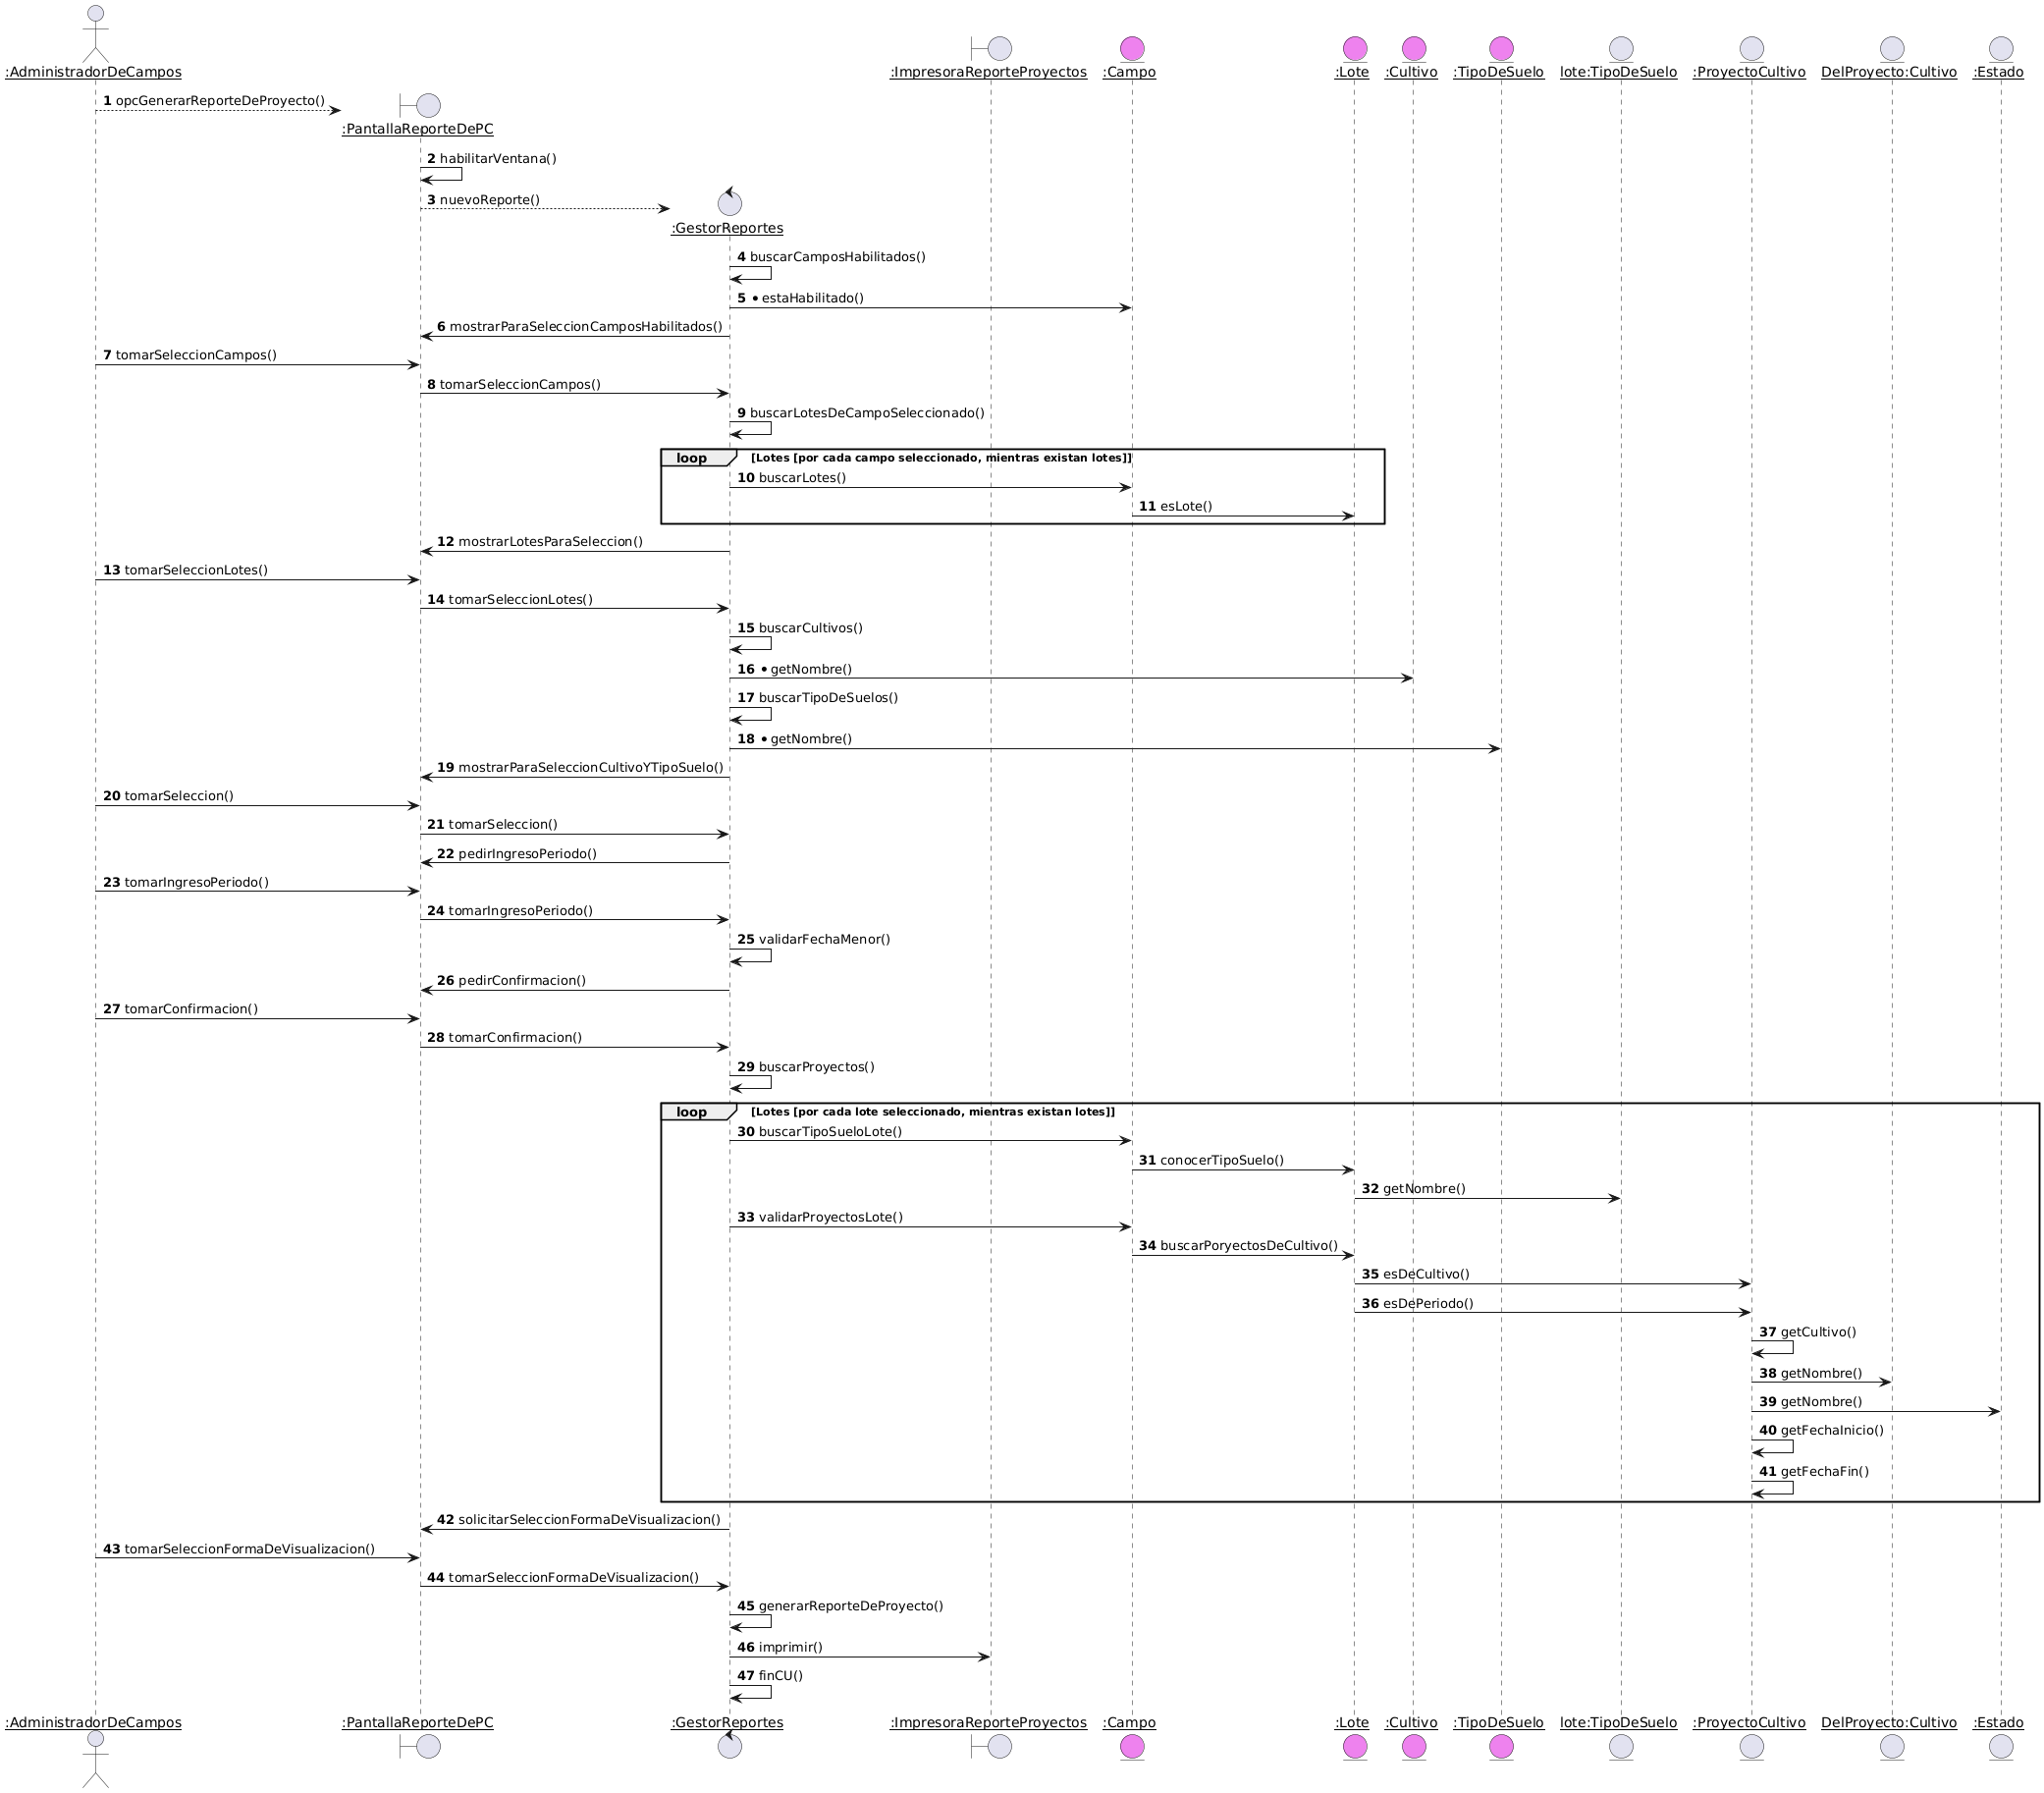 :AdministradorDeCampos
:ImpresoraReporteProyectos
:Campo
:Lote
:Cultivo
:TipoDeSuelo
lote:TipoDeSuelo
:ProyectoCultivo
DelProyecto:Cultivo
:Estado
1 opcGenerarReporteDeProyecto()
:PantallaReporteDePC
2 habilitarVentana()
3 nuevoReporte()
:GestorReportes
4 buscarCamposHabilitados()
5 • estaHabilitado()
6 mostrarParaSeleccionCamposHabilitados()
7 tomarSeleccionCampos()
8 tomarSeleccionCampos()
9 buscarLotesDeCampoSeleccionado()
loop [Lotes [por cada campo seleccionado, mientras existan lotes]]
10 buscarLotes()
11 esLote()
12 mostrarLotesParaSeleccion()
13 tomarSeleccionLotes()
14 tomarSeleccionLotes()
15 buscarCultivos()
16 • getNombre()
17 buscarTipoDeSuelos()
18 • getNombre()
19 mostrarParaSeleccionCultivoYTipoSuelo()
20 tomarSeleccion()
21 tomarSeleccion()
22 pedirIngresoPeriodo()
23 tomarIngresoPeriodo()
24 tomarIngresoPeriodo()
25 validarFechaMenor()
26 pedirConfirmacion()
27 tomarConfirmacion()
28 tomarConfirmacion()
29 buscarProyectos()
loop [Lotes [por cada lote seleccionado, mientras existan lotes]]
30 buscarTipoSueloLote()
31 conocerTipoSuelo()
32 getNombre()
33 validarProyectosLote()
34 buscarPoryectosDeCultivo()
35 esDeCultivo()
36 esDePeriodo()
37 getCultivo()
38 getNombre()
39 getNombre()
40 getFechaInicio()
41 getFechaFin()
42 solicitarSeleccionFormaDeVisualizacion()
43 tomarSeleccionFormaDeVisualizacion()
44 tomarSeleccionFormaDeVisualizacion()
45 generarReporteDeProyecto()
46 imprimir()
47 finCU()
:AdministradorDeCampos
:PantallaReporteDePC
:GestorReportes
:ImpresoraReporteProyectos
:Campo
:Lote
:Cultivo
:TipoDeSuelo
lote:TipoDeSuelo
:ProyectoCultivo
DelProyecto:Cultivo
:Estado